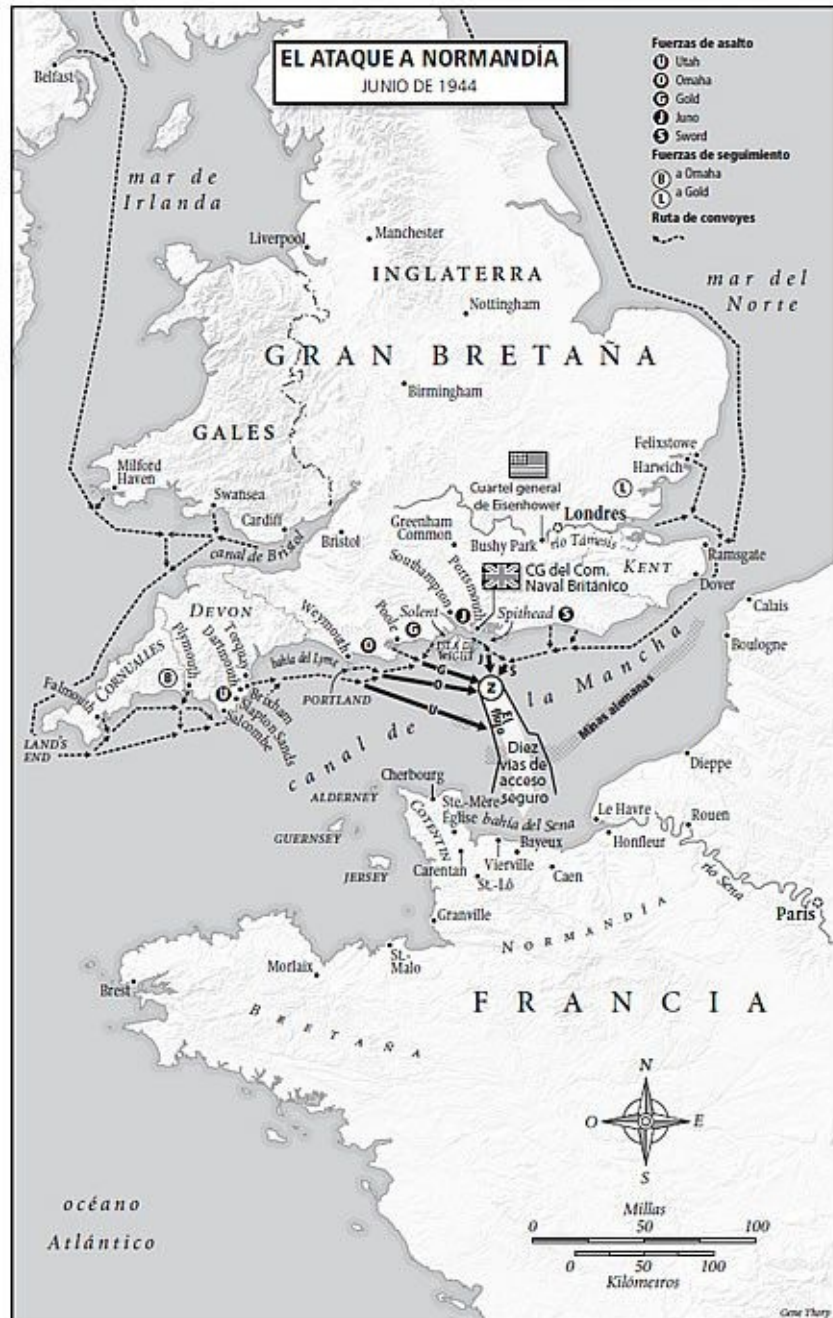 EL ATAQUE A NORMANDÍA
JUNIO DE 1944
Fuerzas de asalto
U Utah
O Omaha
G Gold
J Juno
S Sword
Fuerzas de seguimiento
B a Omaha
L a Gold
Ruta de convoyes
Belfast
mar de
Irlanda
Liverpool
Manchester
INGLATERRA
Nottingham
mar del
Norte
GRAN BRETAÑA
Birmingham
GALES
Milford
Haven
Swansea
Cardiff
canal de Bristol
Bristol
Felixstowe
Harwich
L
Cuartel general
de Eisenhower
Londres
Greenham
Common
Bushy Park
río Támesis
KENT
Ramsgate
Dover
CG del Com.
Naval Británico
Southampton
Portsmouth
J
Solent
Spithead
S
Calais
Boulogne
DEVON
Weymouth
Poole
G
O
ISLA DE
WIGHT
CORNUALLES
Plymouth
Dartmouth
Torquay
bahía del Lyme
PORTLAND
B
U
Brixham
Slapton Sands
Salcombe
Falmouth
LAND'S
END
G
O
U
J
S
Z
El flujo
Diez
vías de
acceso
seguro
canal de la Mancha
Minas alemanas
Cherbourg
ALDERNEY
GUERNSEY
JERSEY
COTENTIN
Ste.-Mère
Église
bahía del Sena
Le Havre
Dieppe
Rouen
Honfleur
Bayeux
Vierville
Carentan
St.-Lô
Caen
río Sena
París
Granville
NORMANDÍA
St.-
Malo
Morlaix
Brest
BRETAÑA
FRANCIA
N
O
E
S
océano
Atlántico
Millas
0 50 100
0 50 100
Kilómetros
Gene Thorp